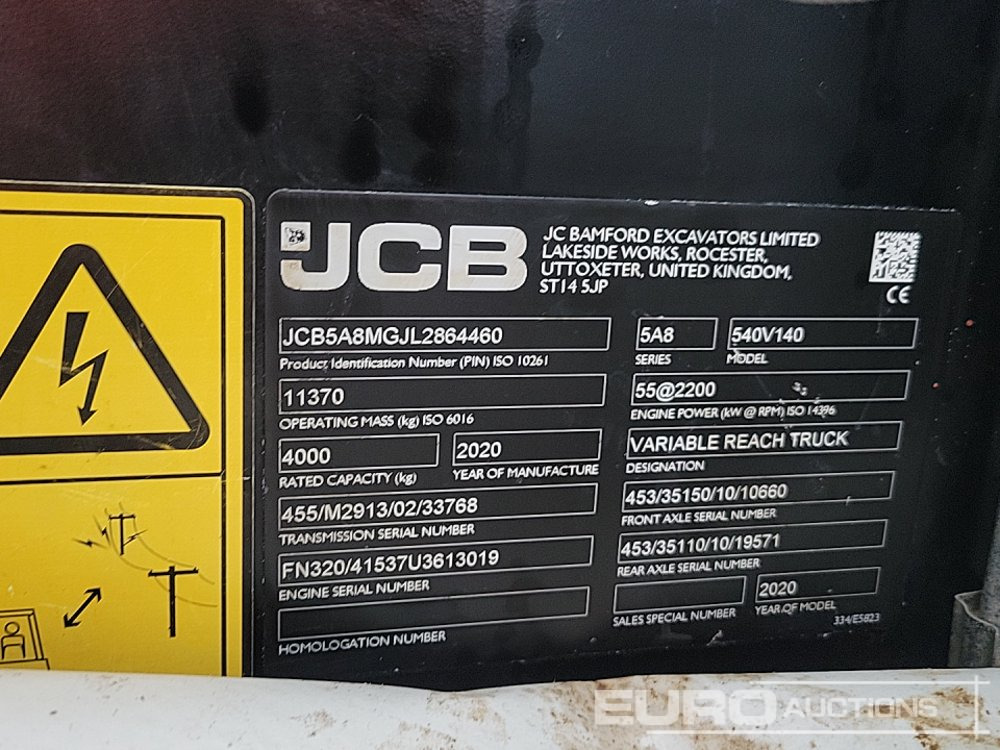 JCB
JC BAMFORD EXCAVATORS LIMITED
LAKESIDE WORKS, ROCESTER,
UTTOXETER, UNITED KINGDOM,
ST14 5JP
CE
JCB5A8MGJL2864460
Product Identification Number (PIN) ISO 10261
5A8
SERIES
540V140
MODEL
11370
OPERATING MASS (kg) ISO 6016
55@2200
ENGINE POWER (kW @ RPM) ISO 14396
4000
RATED CAPACITY (kg)
2020
YEAR OF MANUFACTURE
VARIABLE REACH TRUCK
DESIGNATION
455/M2913/02/33768
TRANSMISSION SERIAL NUMBER
453/35150/10/10660
FRONT AXLE SERIAL NUMBER
FN320/41537U3613019
ENGINE SERIAL NUMBER
453/35110/10/19571
REAR AXLE SERIAL NUMBER
HOMOLOGATION NUMBER
SALES SPECIAL NUMBER
2020
YEAR OF MODEL
334/E5823
EURO AUCTIONS